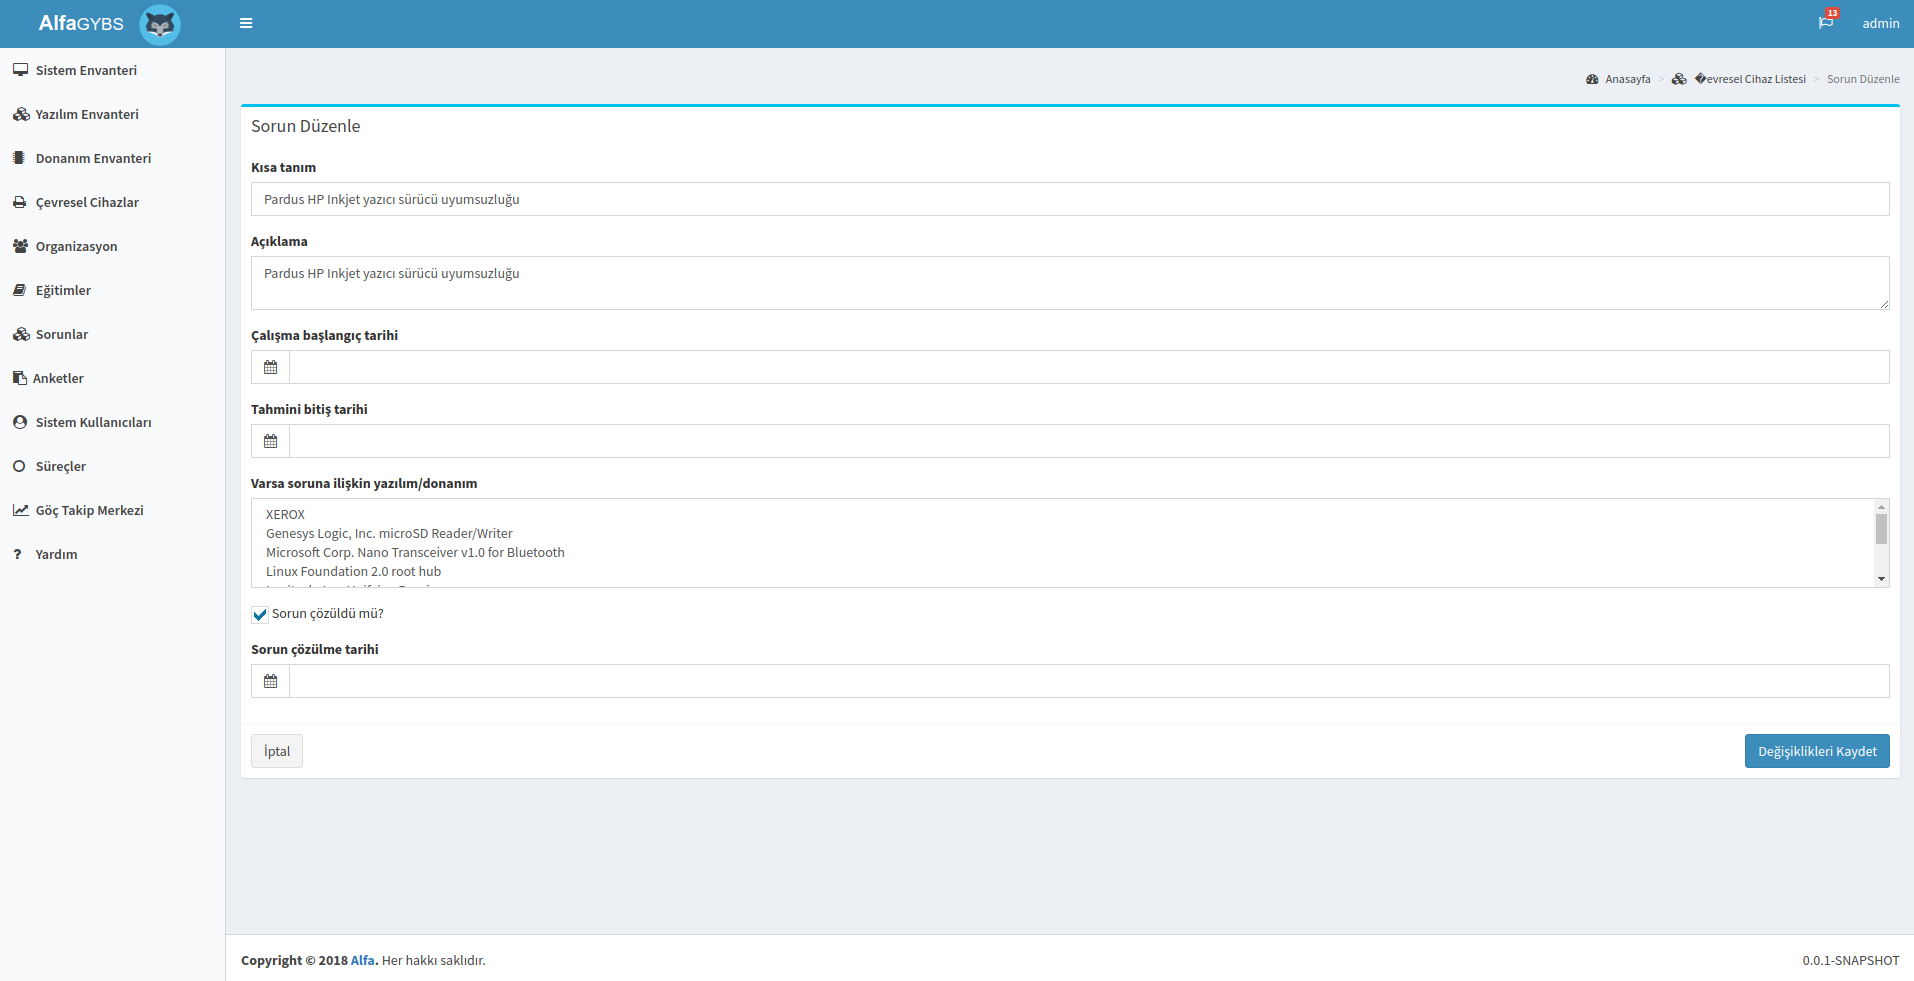 AlfaGYBS
13
admin
Sistem Envanteri
Yazılım Envanteri
Donanım Envanteri
Çevresel Cihazlar
Organizasyon
Eğitimler
Sorunlar
Anketler
Sistem Kullanıcıları
Süreçler
Göç Takip Merkezi
? Yardım
Anasayfa > �evresel Cihaz Listesi > Sorun Düzenle
Sorun Düzenle
Kısa tanım
Pardus HP Inkjet yazıcı sürücü uyumsuzluğu
Açıklama
Pardus HP Inkjet yazıcı sürücü uyumsuzluğu
Çalışma başlangıç tarihi
Tahmini bitiş tarihi
Varsa soruna ilişkin yazılım/donanım
XEROX
Genesys Logic, Inc. microSD Reader/Writer
Microsoft Corp. Nano Transceiver v1.0 for Bluetooth
Linux Foundation 2.0 root hub
Sorun çözüldü mü?
Sorun çözülme tarihi
İptal
Değişiklikleri Kaydet
Copyright © 2018 Alfa. Her hakkı saklıdır.
0.0.1-SNAPSHOT